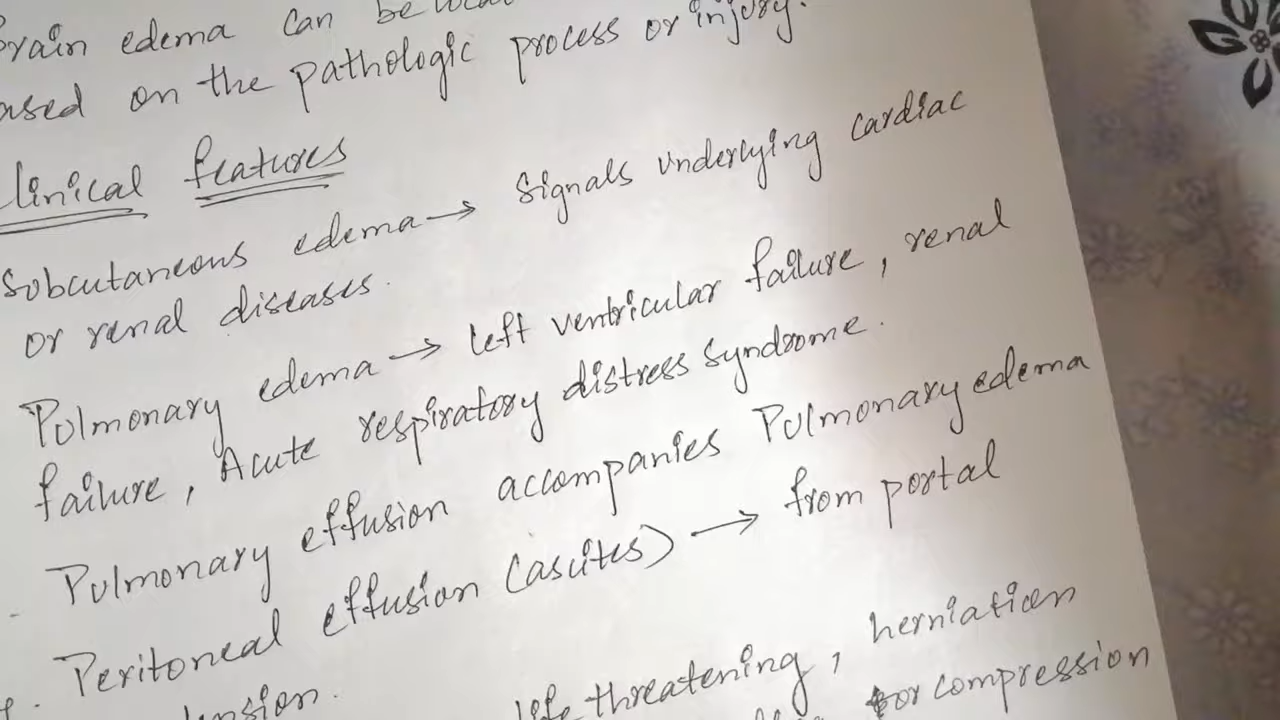 Brain edema can be
based on the pathologic process or injury.
Clinical features
Subcutaneous edema → Signals underlying cardiac
or renal diseases.
Pulmonary edema → left ventricular failure, renal
failure, Acute respiratory distress syndrome.
Pulmonary effusion accompanies Pulmonary edema
Peritoneal effusion (ascites) → from portal
life threatening, herniation
or compression